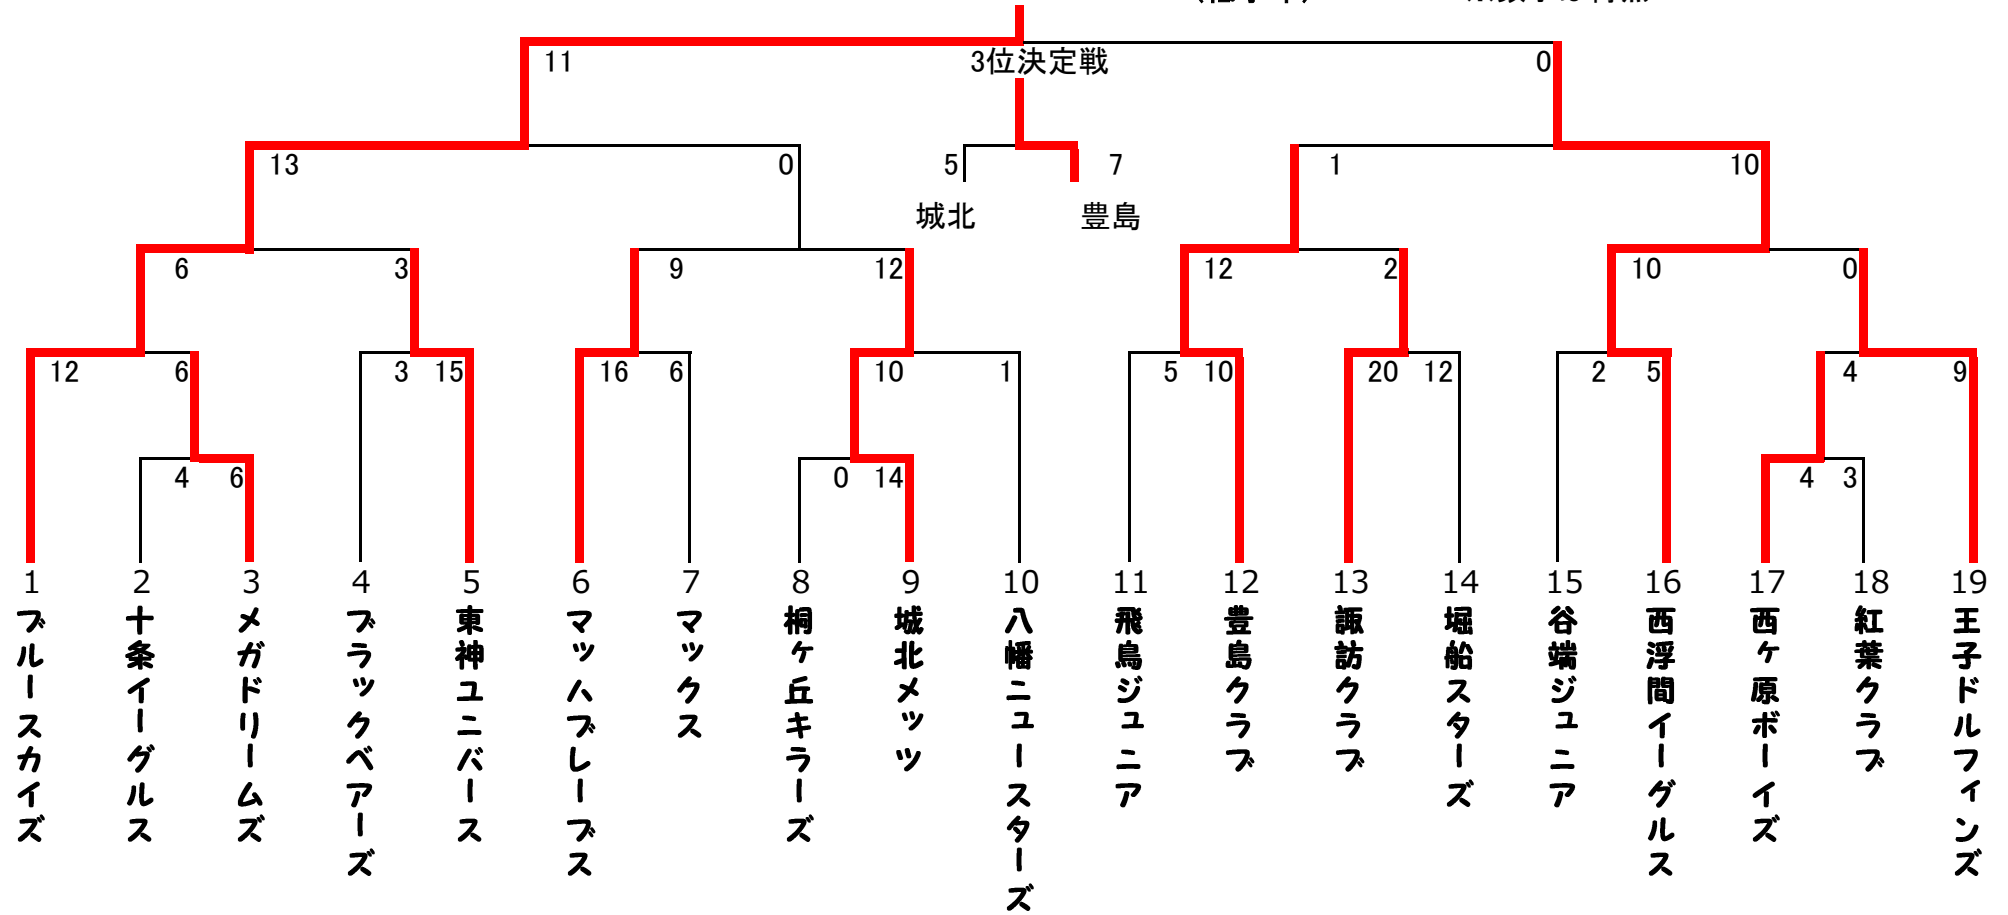 11 3位決定戦 0
13 0 5 7 1 10
城北 豊島
6 3 9 12 12 2 10 0
12 6 3 15 16 6 10 1 5 10 20 12 2 5 4 9
4 6 0 14 4 3
1 2 3 4 5 6 7 8 9 10 11 12 13 14 15 16 17 18 19
ブルースカイズ
十条イーグルス
メガドリームズ
ブラックベアーズ
東神ユニバース
マッハブレーブス
マックス
桐ヶ丘キラーズ
城北メッツ
八幡ニュースターズ
飛鳥ジュニア
豊島クラブ
諏訪クラブ
堀船スターズ
谷端ジュニア
西浮間イーグルス
西ヶ原ボーイズ
紅葉クラブ
王子ドルフィンズ